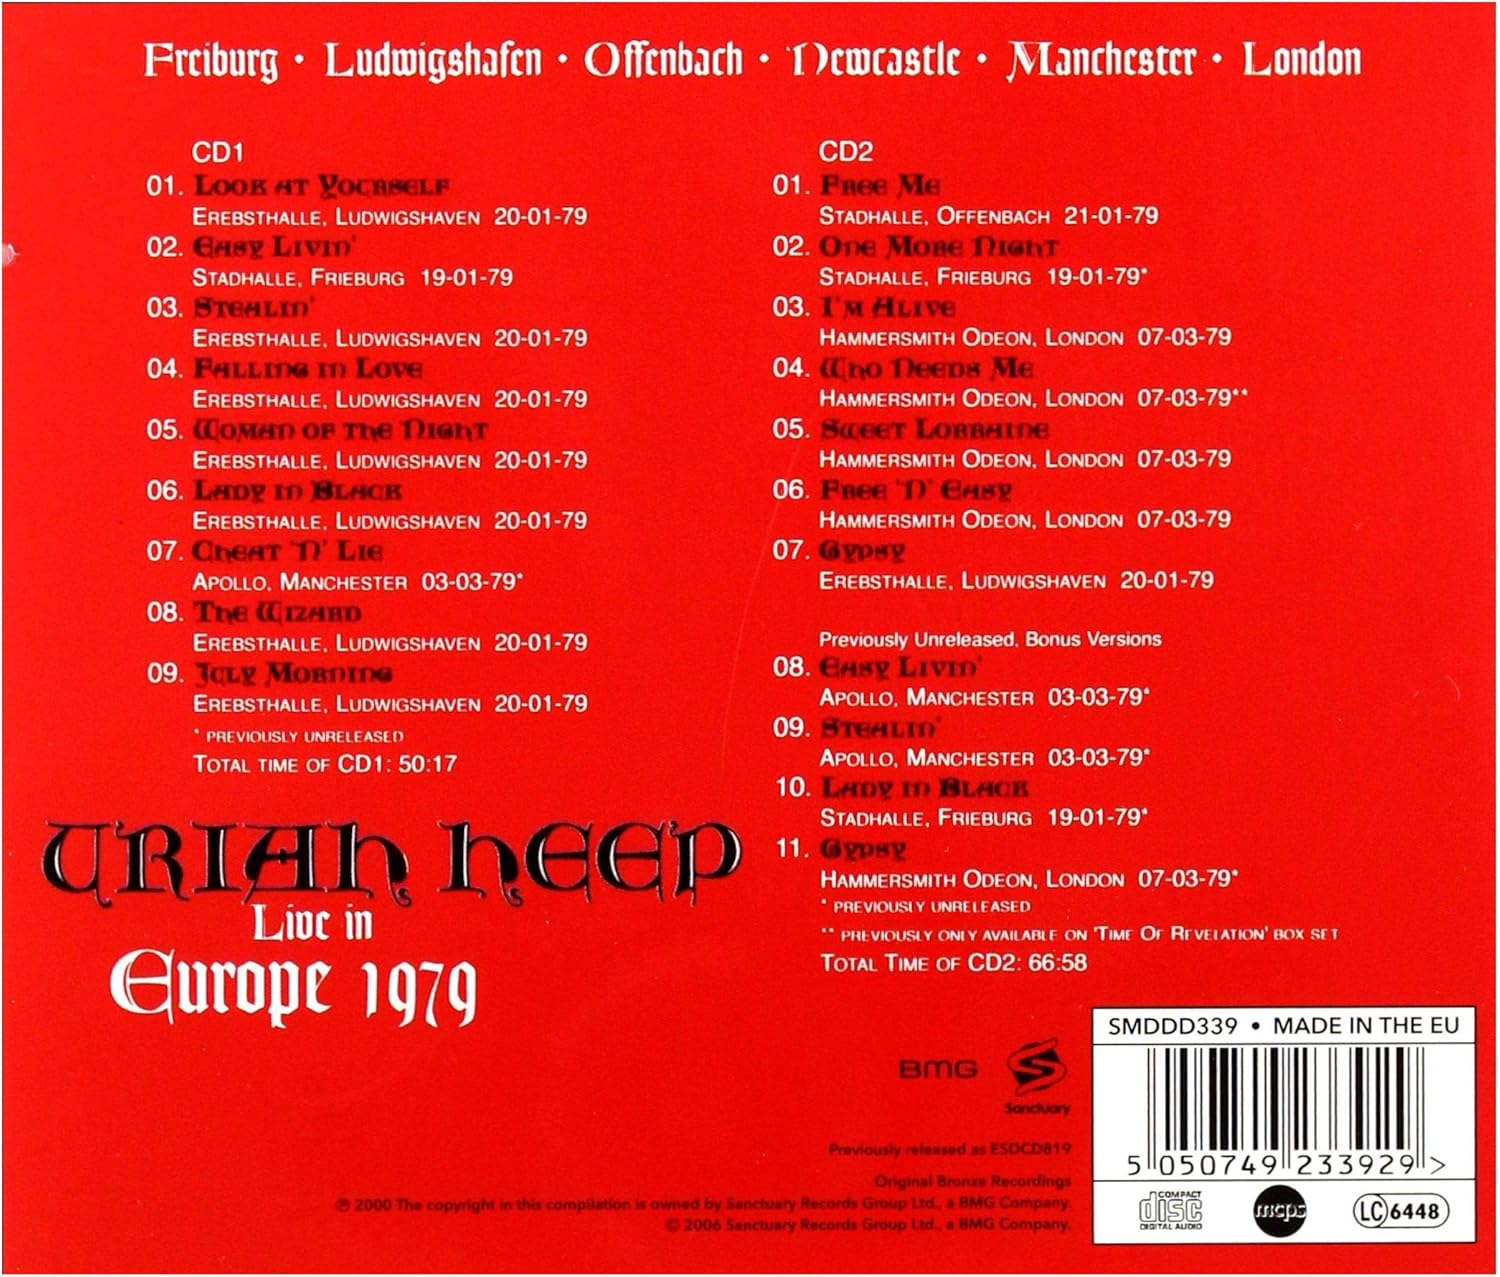 Freiburg · Ludwigshafen · Offenbach · Newcastle · Manchester · London
CD1
01. Look at Yourself
Erebsthalle, Ludwigshaven 20-01-79
02. Easy Livin'
Stadhalle, Frieburg 19-01-79
03. Stealin'
Erebsthalle, Ludwigshaven 20-01-79
04. Falling in Love
Erebsthalle, Ludwigshaven 20-01-79
05. Woman of the Night
Erebsthalle, Ludwigshaven 20-01-79
06. Lady in Black
Erebsthalle, Ludwigshaven 20-01-79
07. Cheat 'N' Lie
Apollo, Manchester 03-03-79*
08. The Wizard
Erebsthalle, Ludwigshaven 20-01-79
09. July Morning
Erebsthalle, Ludwigshaven 20-01-79
* previously unreleased
Total time of CD1: 50:17
CD2
01. Free Me
Stadhalle, Offenbach 21-01-79
02. One More Night
Stadhalle, Frieburg 19-01-79*
03. I'm Alive
Hammersmith Odeon, London 07-03-79
04. Who Needs Me
Hammersmith Odeon, London 07-03-79**
05. Sweet Lorraine
Hammersmith Odeon, London 07-03-79
06. Free 'N' Easy
Hammersmith Odeon, London 07-03-79
07. Gypsy
Erebsthalle, Ludwigshaven 20-01-79
Previously Unreleased, Bonus Versions
08. Easy Livin'
Apollo, Manchester 03-03-79*
09. Stealin'
Apollo, Manchester 03-03-79*
10. Lady in Black
Stadhalle, Frieburg 19-01-79*
11. Gypsy
Hammersmith Odeon, London 07-03-79*
* previously unreleased
** previously only available on 'Time Of Revelation' box set
Total Time of CD2: 66:58
Uriah Heep
Live in
Europe 1979
BMG
Sanctuary
Previously released as ESDCD819
Original Bronze Recordings
℗ 2000 The copyright in this compilation is owned by Sanctuary Records Group Ltd., a BMG Company.
© 2006 Sanctuary Records Group Ltd., a BMG Company.
SMDDD339 • MADE IN THE EU
5 050749 233929 >
COMPACT
disc
DIGITAL AUDIO
mcps
LC 6448